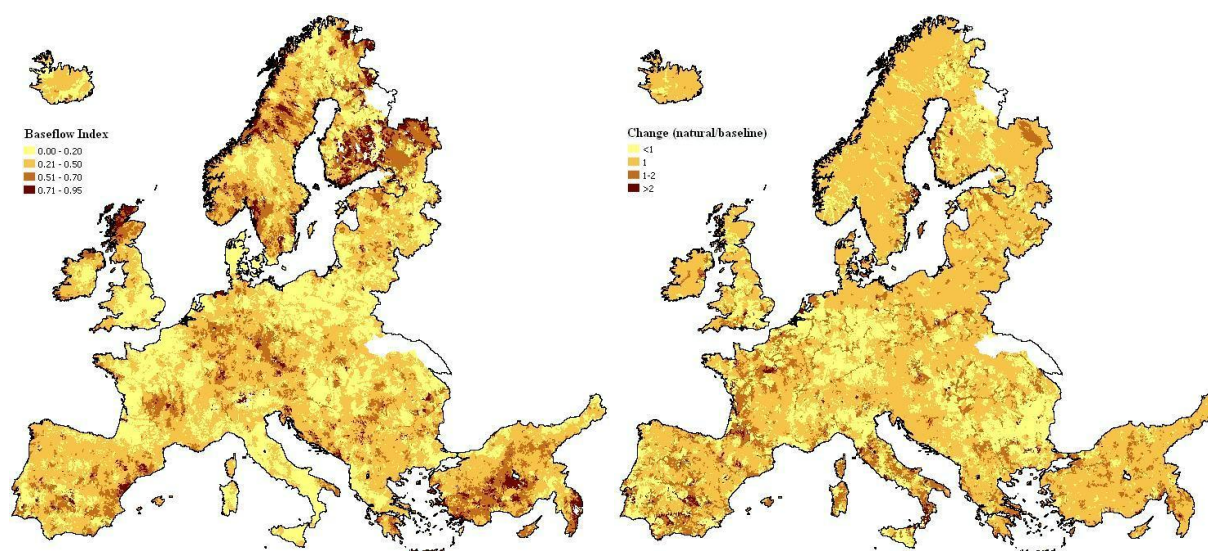 Baseflow Index
0.00 - 0.20
0.21 - 0.50
0.51 - 0.70
0.71 - 0.95
Change (natural/baseline)
<1
1
1-2
>2